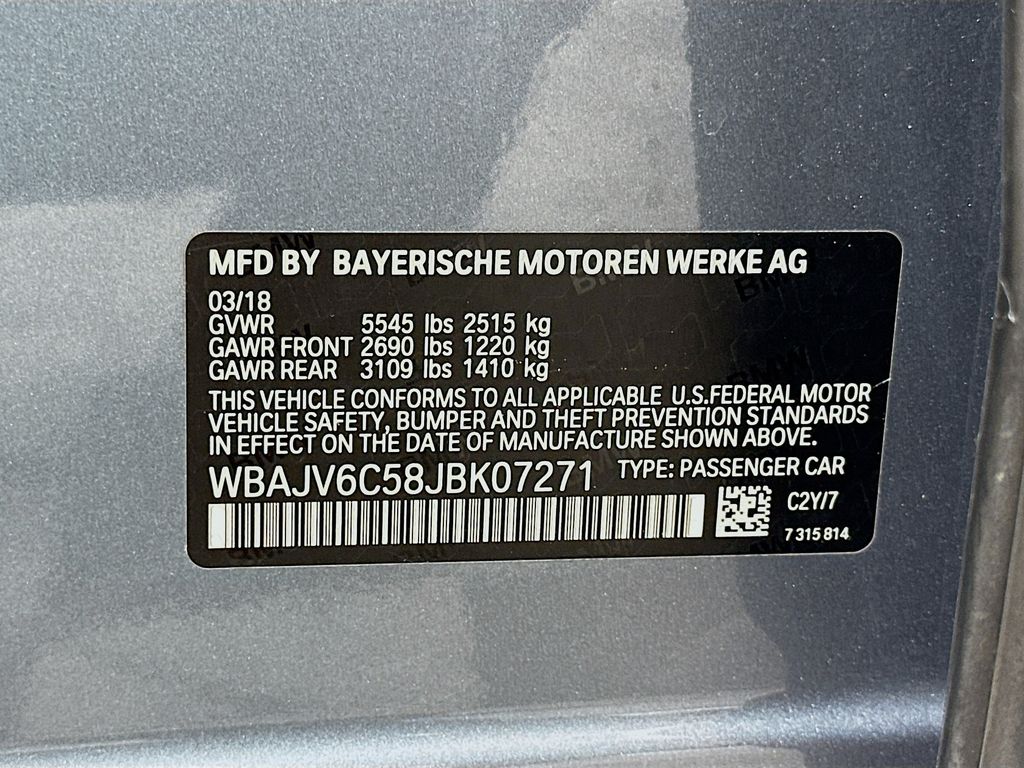 MFD BY BAYERISCHE MOTOREN WERKE AG
03/18
GVWR 5545 lbs 2515 kg
GAWR FRONT 2690 lbs 1220 kg
GAWR REAR 3109 lbs 1410 kg
THIS VEHICLE CONFORMS TO ALL APPLICABLE U.S.FEDERAL MOTOR
VEHICLE SAFETY, BUMPER AND THEFT PREVENTION STANDARDS
IN EFFECT ON THE DATE OF MANUFACTURE SHOWN ABOVE.
WBAJV6C58JBK07271 TYPE: PASSENGER CAR
C2Y/7
7 315 814